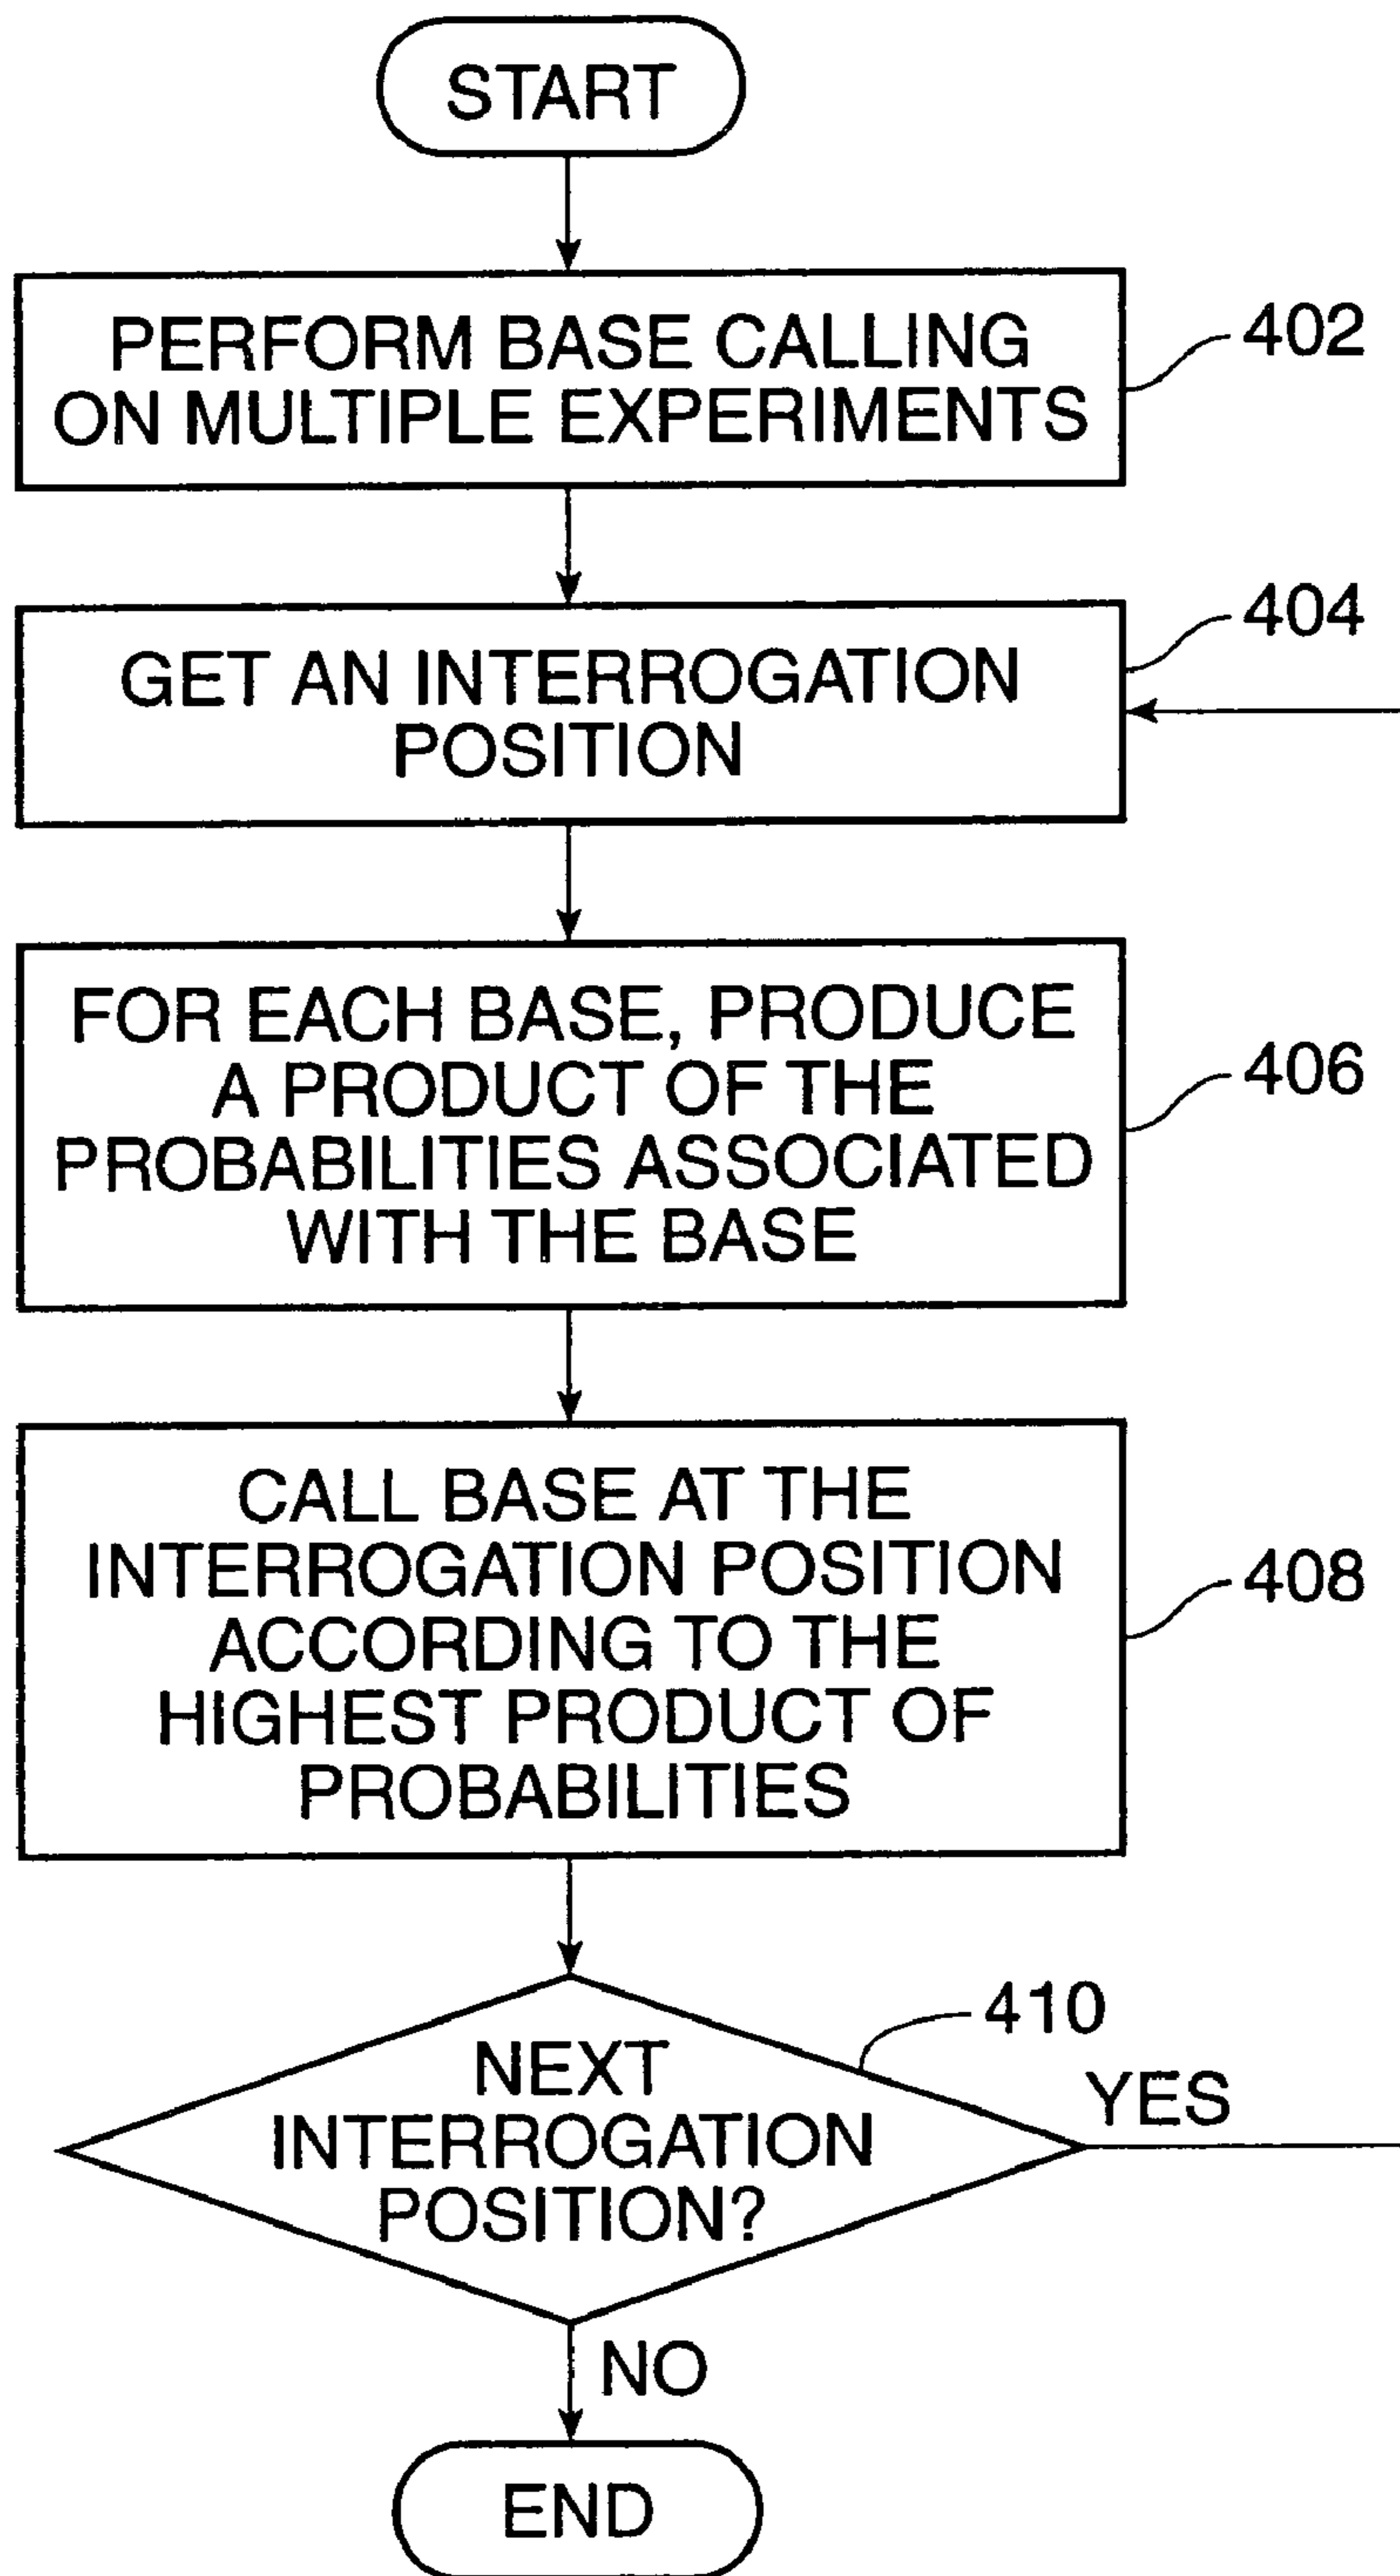 START
PERFORM BASE CALLING
ON MULTIPLE EXPERIMENTS
402
GET AN INTERROGATION
POSITION
404
FOR EACH BASE, PRODUCE
A PRODUCT OF THE
PROBABILITIES ASSOCIATED
WITH THE BASE
406
CALL BASE AT THE
INTERROGATION POSITION
ACCORDING TO THE
HIGHEST PRODUCT OF
PROBABILITIES
408
NEXT
INTERROGATION
POSITION?
410
YES
NO
END